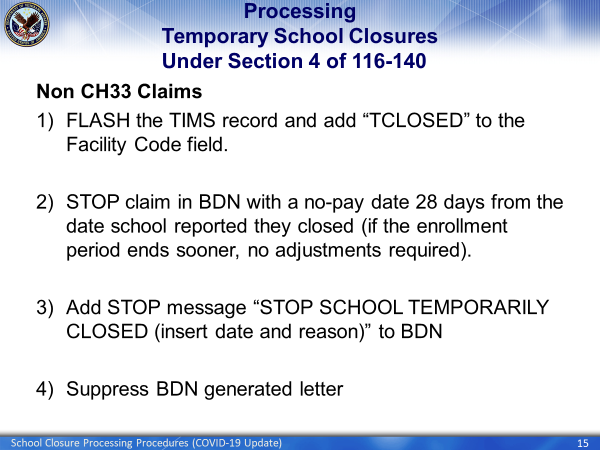 Processing
Temporary School Closures
Under Section 4 of 116-140
Non CH33 Claims
1) FLASH the TIMS record and add “TCLOSED” to the
Facility Code field.
2) STOP claim in BDN with a no-pay date 28 days from the
date school reported they closed (if the enrollment
period ends sooner, no adjustments required).
3) Add STOP message “STOP SCHOOL TEMPORARILY
CLOSED (insert date and reason)” to BDN
4) Suppress BDN generated letter
School Closure Processing Procedures (COVID-19 Update)
15